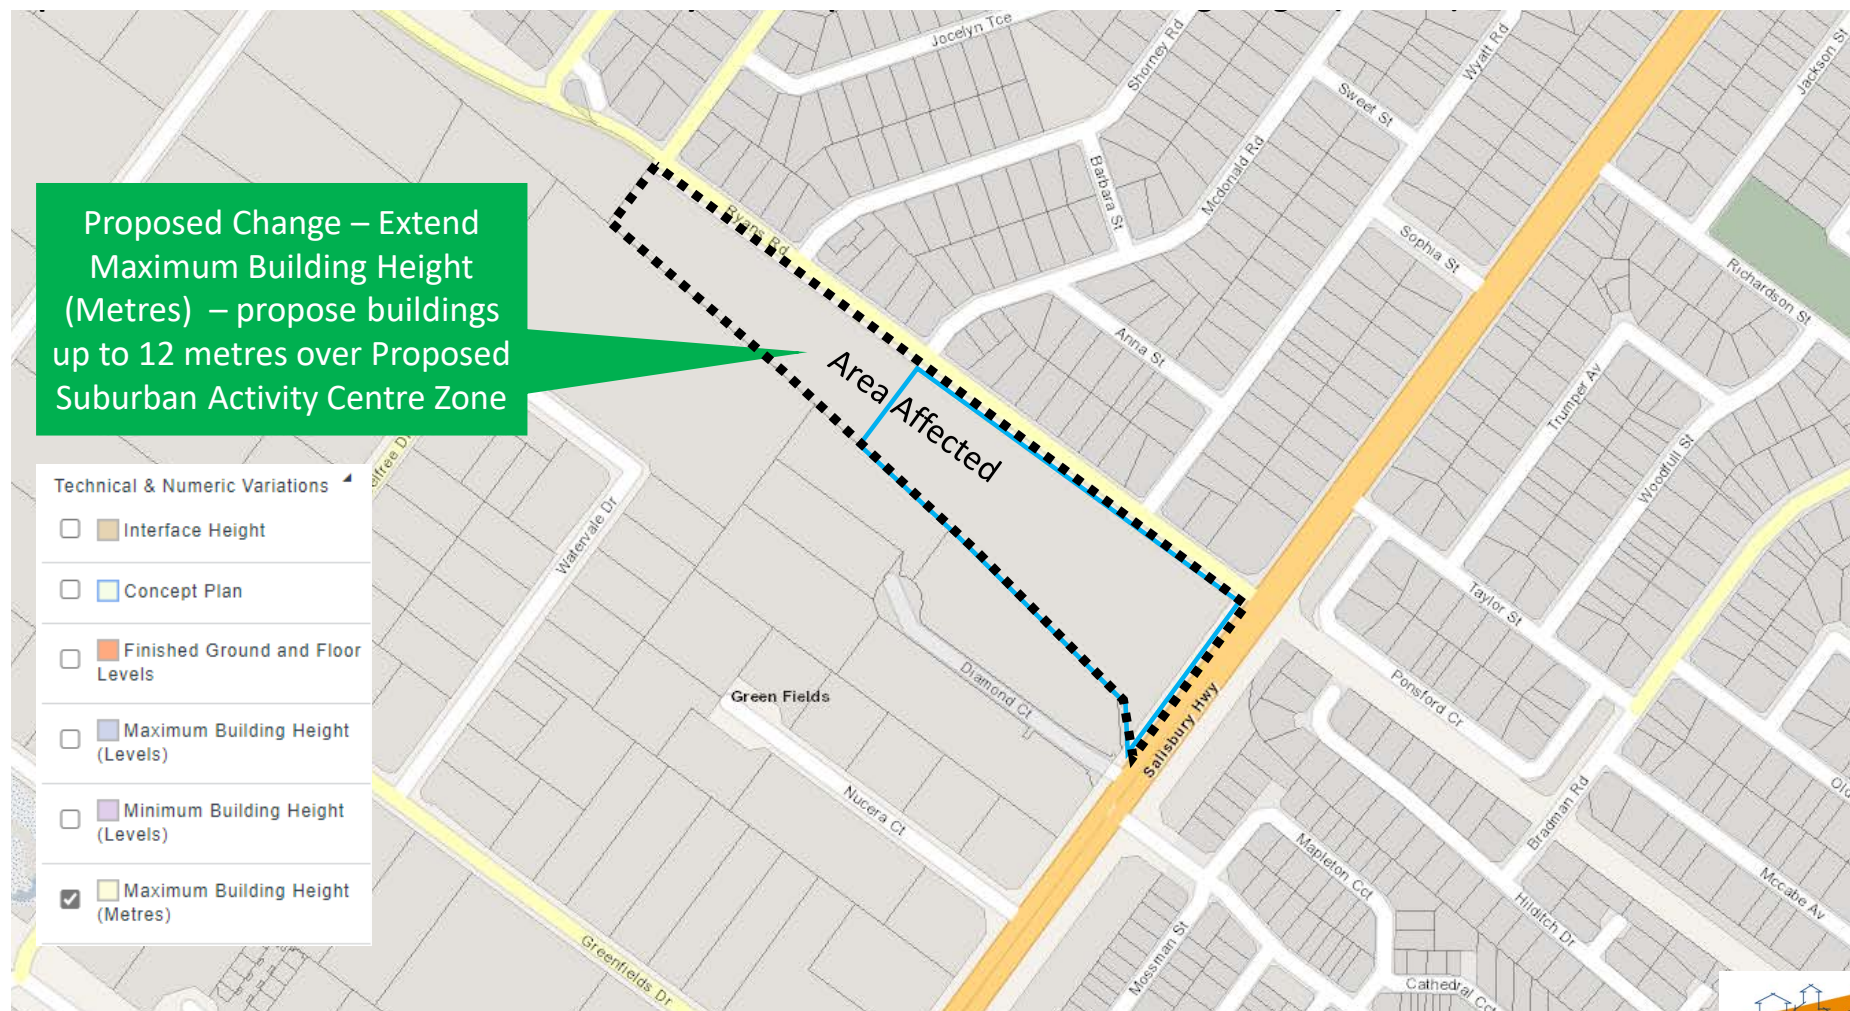 Jocelyn Tce
Shorney Rd
Wyatt Rd
Jackson St
Sweet St
Barbara St
Mcdonald Rd
Proposed Change – Extend
Maximum Building Height
(Metres) – propose buildings
up to 12 metres over Proposed
Suburban Activity Centre Zone
Ryans Rd
Sophia St
Richardson St
Anna St
Area Affected
Trumper Av
Woodfull St
Technical & Numeric Variations
Interface Height
Concept Plan
Finished Ground and Floor
Levels
Maximum Building Height
(Levels)
Minimum Building Height
(Levels)
Maximum Building Height
(Metres)
Watervale Dr
Taylor St
Diamond Ct
Green Fields
Salisbury Hwy
Ponsford Cr
Nucera Ct
Bradman Rd
Mapleton Cct
Mccabe Av
Hilditch Dr
Greenfields Dr
Mossman St
Cathedral Cct